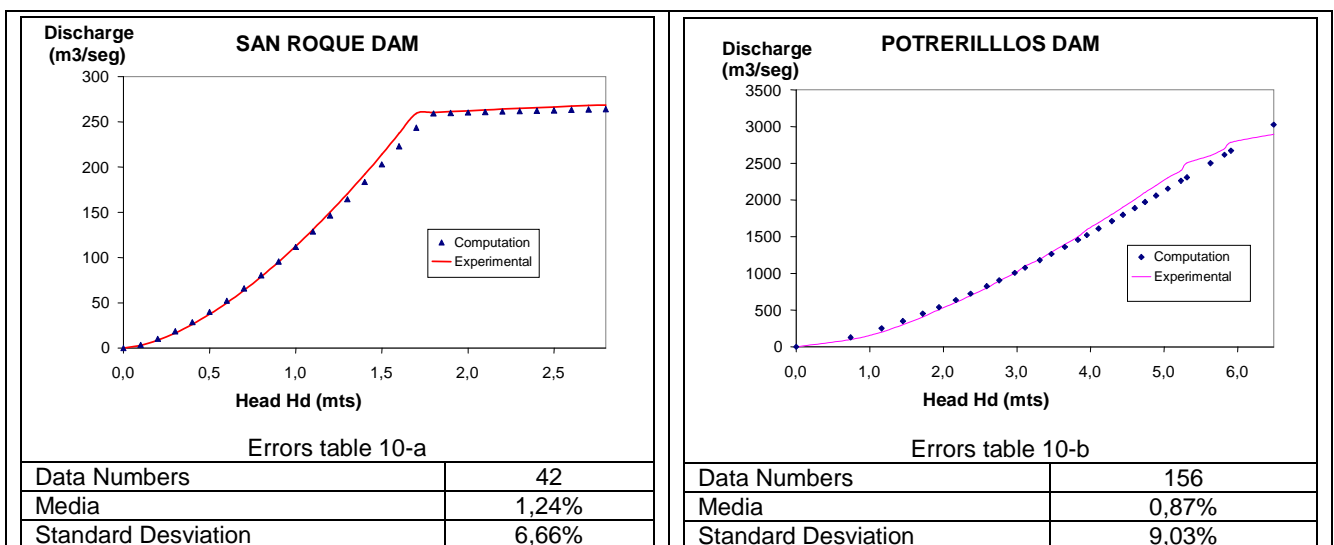 Discharge
(m3/seg)
SAN ROQUE DAM
300
250
200
150
100
50
0
0,0 0,5 1,0 1,5 2,0 2,5
Computation
Experimental
Head Hd (mts)
Errors table 10-a
Data Numbers 42
Media 1,24%
Standard Desviation 6,66%
Discharge
(m3/seg)
POTRERILLLOS DAM
3500
3000
2500
2000
1500
1000
500
0
0,0 1,0 2,0 3,0 4,0 5,0 6,0
Computation
Experimental
Head Hd (mts)
Errors table 10-b
Data Numbers 156
Media 0,87%
Standard Desviation 9,03%